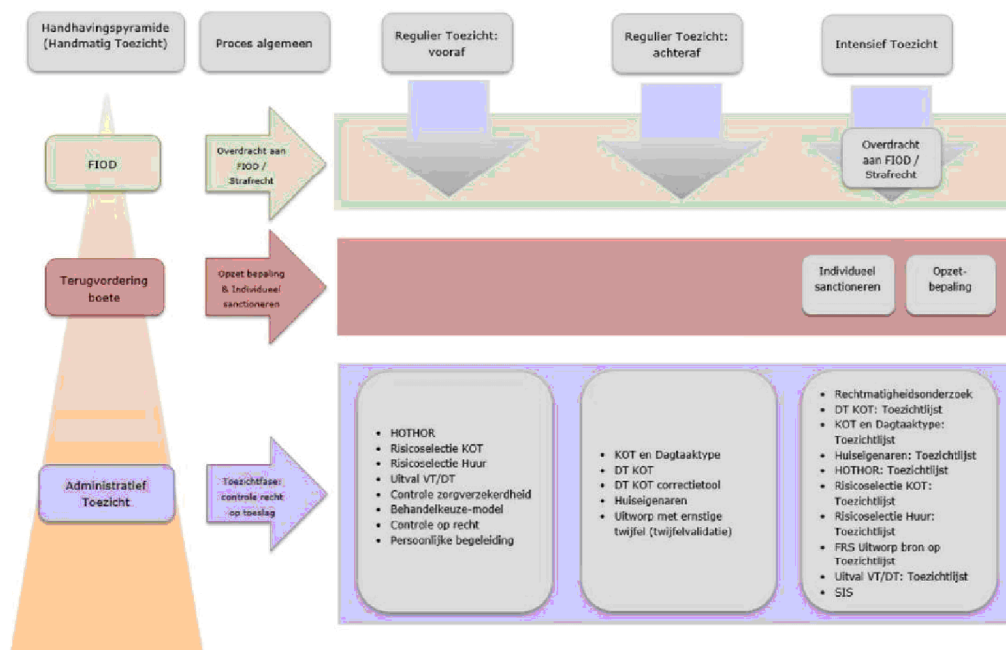 Handhavingspyramide
(Handmatig Toezicht)
Proces algemeen
Regulier Toezicht:
vooraf
Regulier Toezicht:
achteraf
Intensief Toezicht
FIOD
Overdracht aan
FIOD /
Strafrecht
Overdracht
aan FIOD /
Strafrecht
Terugvordering
boete
Opzet bepaling
& Individueel
sanctioneren
Individueel
sanctioneren
Opzet-
bepaling
Administratief
Toezicht
Toezichtfase:
controle recht
op toeslag
• HOTHOR
• Risicoselectie KOT
• Risicoselectie Huur
• Uitval VT/DT
• Controle zorgverzekerdheid
• Behandelkeuze-model
• Controle op recht
• Persoonlijke begeleiding
• KOT en Dagtaaktype
• DT KOT
• DT KOT correctietool
• Huiseigenaren
• Uitworp met ernstige
twijfel (twijfelvalidatie)
• Rechtmatigheidsonderzoek
• DT KOT: Toezichtlijst
• KOT en Dagtaaktype:
Toezichtlijst
• Huiseigenaren: Toezichtlijst
• HOTHOR: Toezichtlijst
• Risicoselectie KOT:
Toezichtlijst
• Risicoselectie Huur:
Toezichtlijst
• FRS Uitworp bron op
Toezichtlijst
• Uitval VT/DT: Toezichtlijst
• SIS